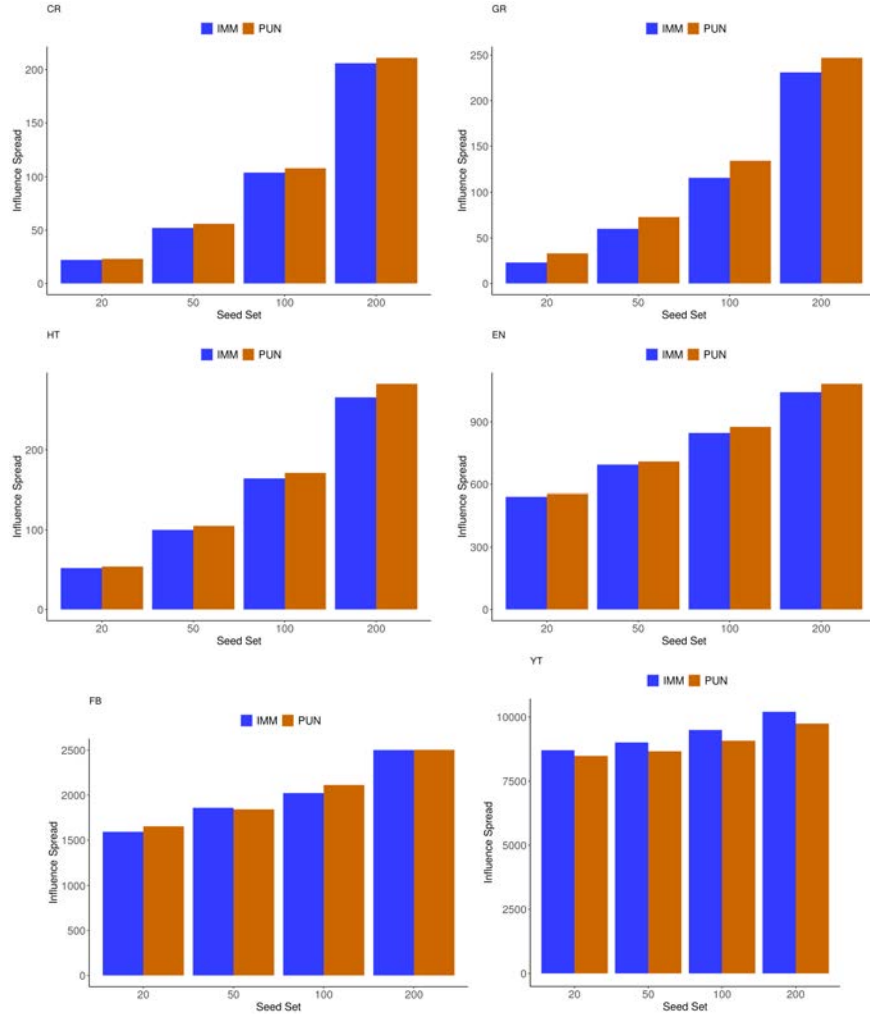 CR
IMM PUN
200
150
100
50
0
Influence Spread
20 50 100 200
Seed Set
GR
IMM PUN
250
200
150
100
50
0
Influence Spread
20 50 100 200
Seed Set
HT
IMM PUN
200
100
0
Influence Spread
20 50 100 200
Seed Set
EN
IMM PUN
900
600
300
0
Influence Spread
20 50 100 200
Seed Set
FB
IMM PUN
2500
2000
1500
1000
500
0
Influence Spread
20 50 100 200
Seed Set
YT
IMM PUN
10000
7500
5000
2500
0
Influence Spread
20 50 100 200
Seed Set